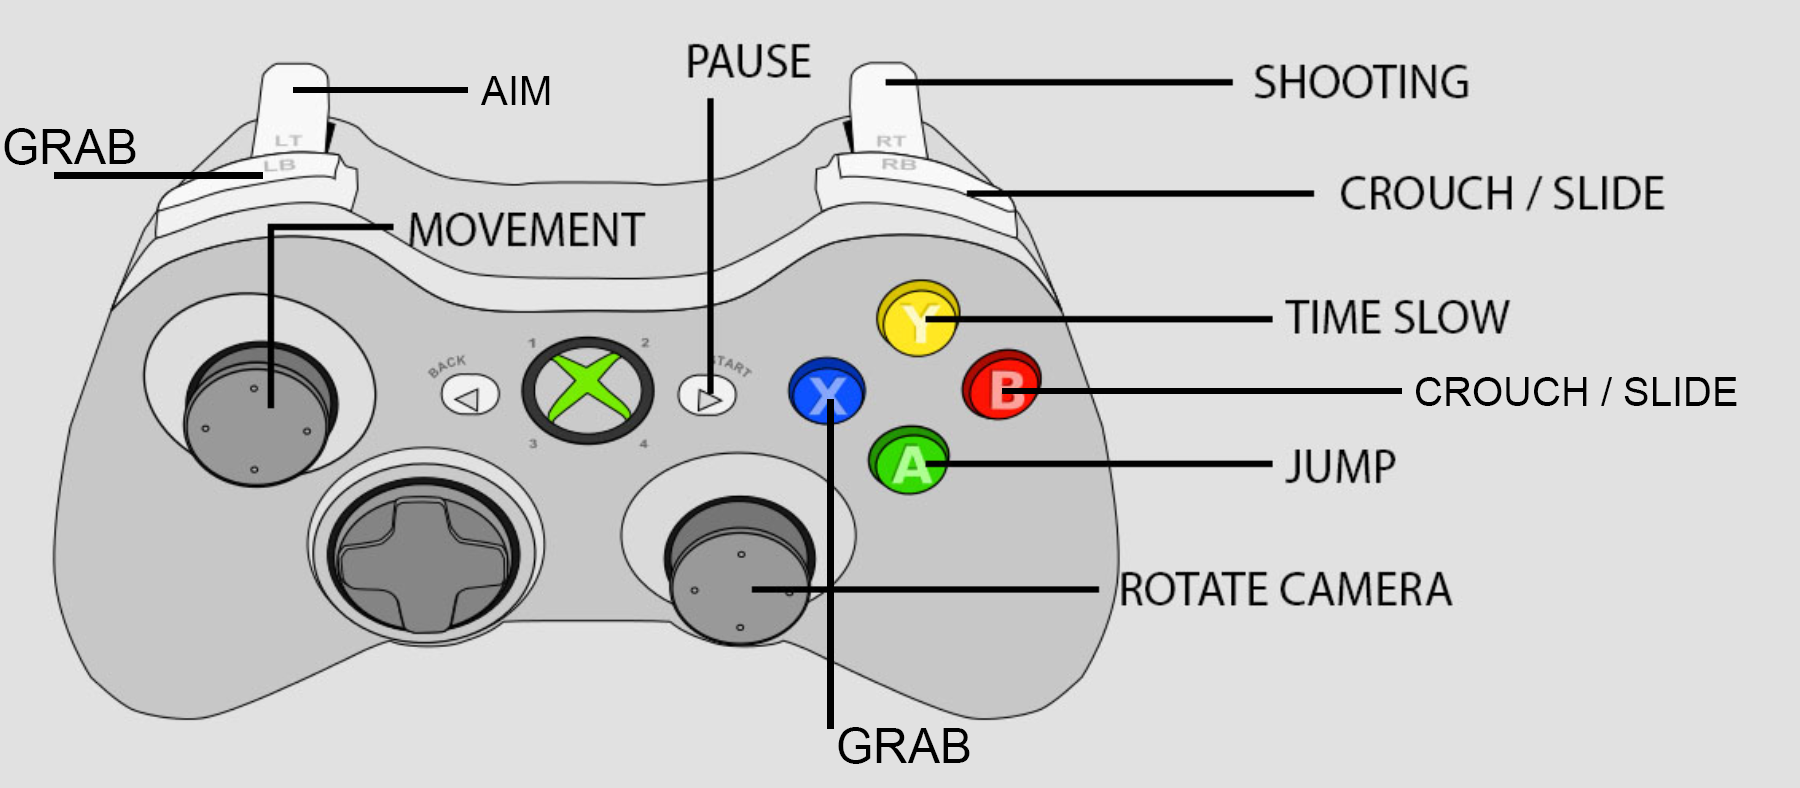 PAUSE
AIM
SHOOTING
GRAB
LT
LB
RT
RB
CROUCH / SLIDE
MOVEMENT
TIME SLOW
Y
1
2
BACK
START
X
B
CROUCH / SLIDE
3
4
A
JUMP
ROTATE CAMERA
GRAB